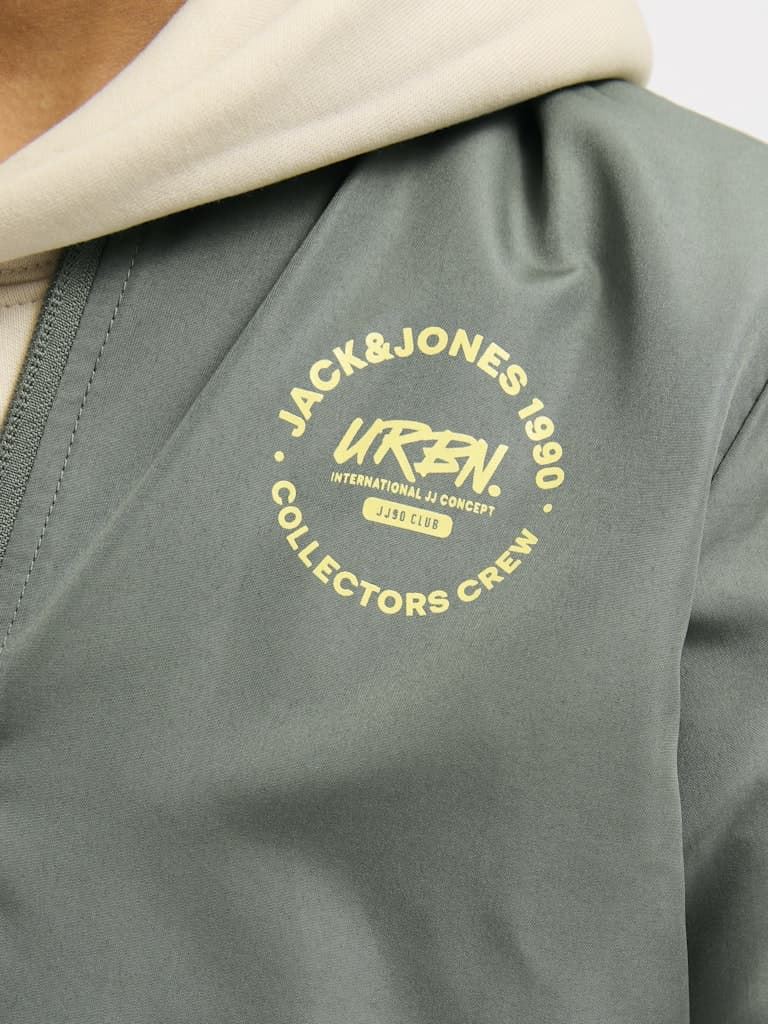 JACK&JONES 1990
URBN.
INTERNATIONAL JJ CONCEPT
JJ90 CLUB
COLLECTORS CREW